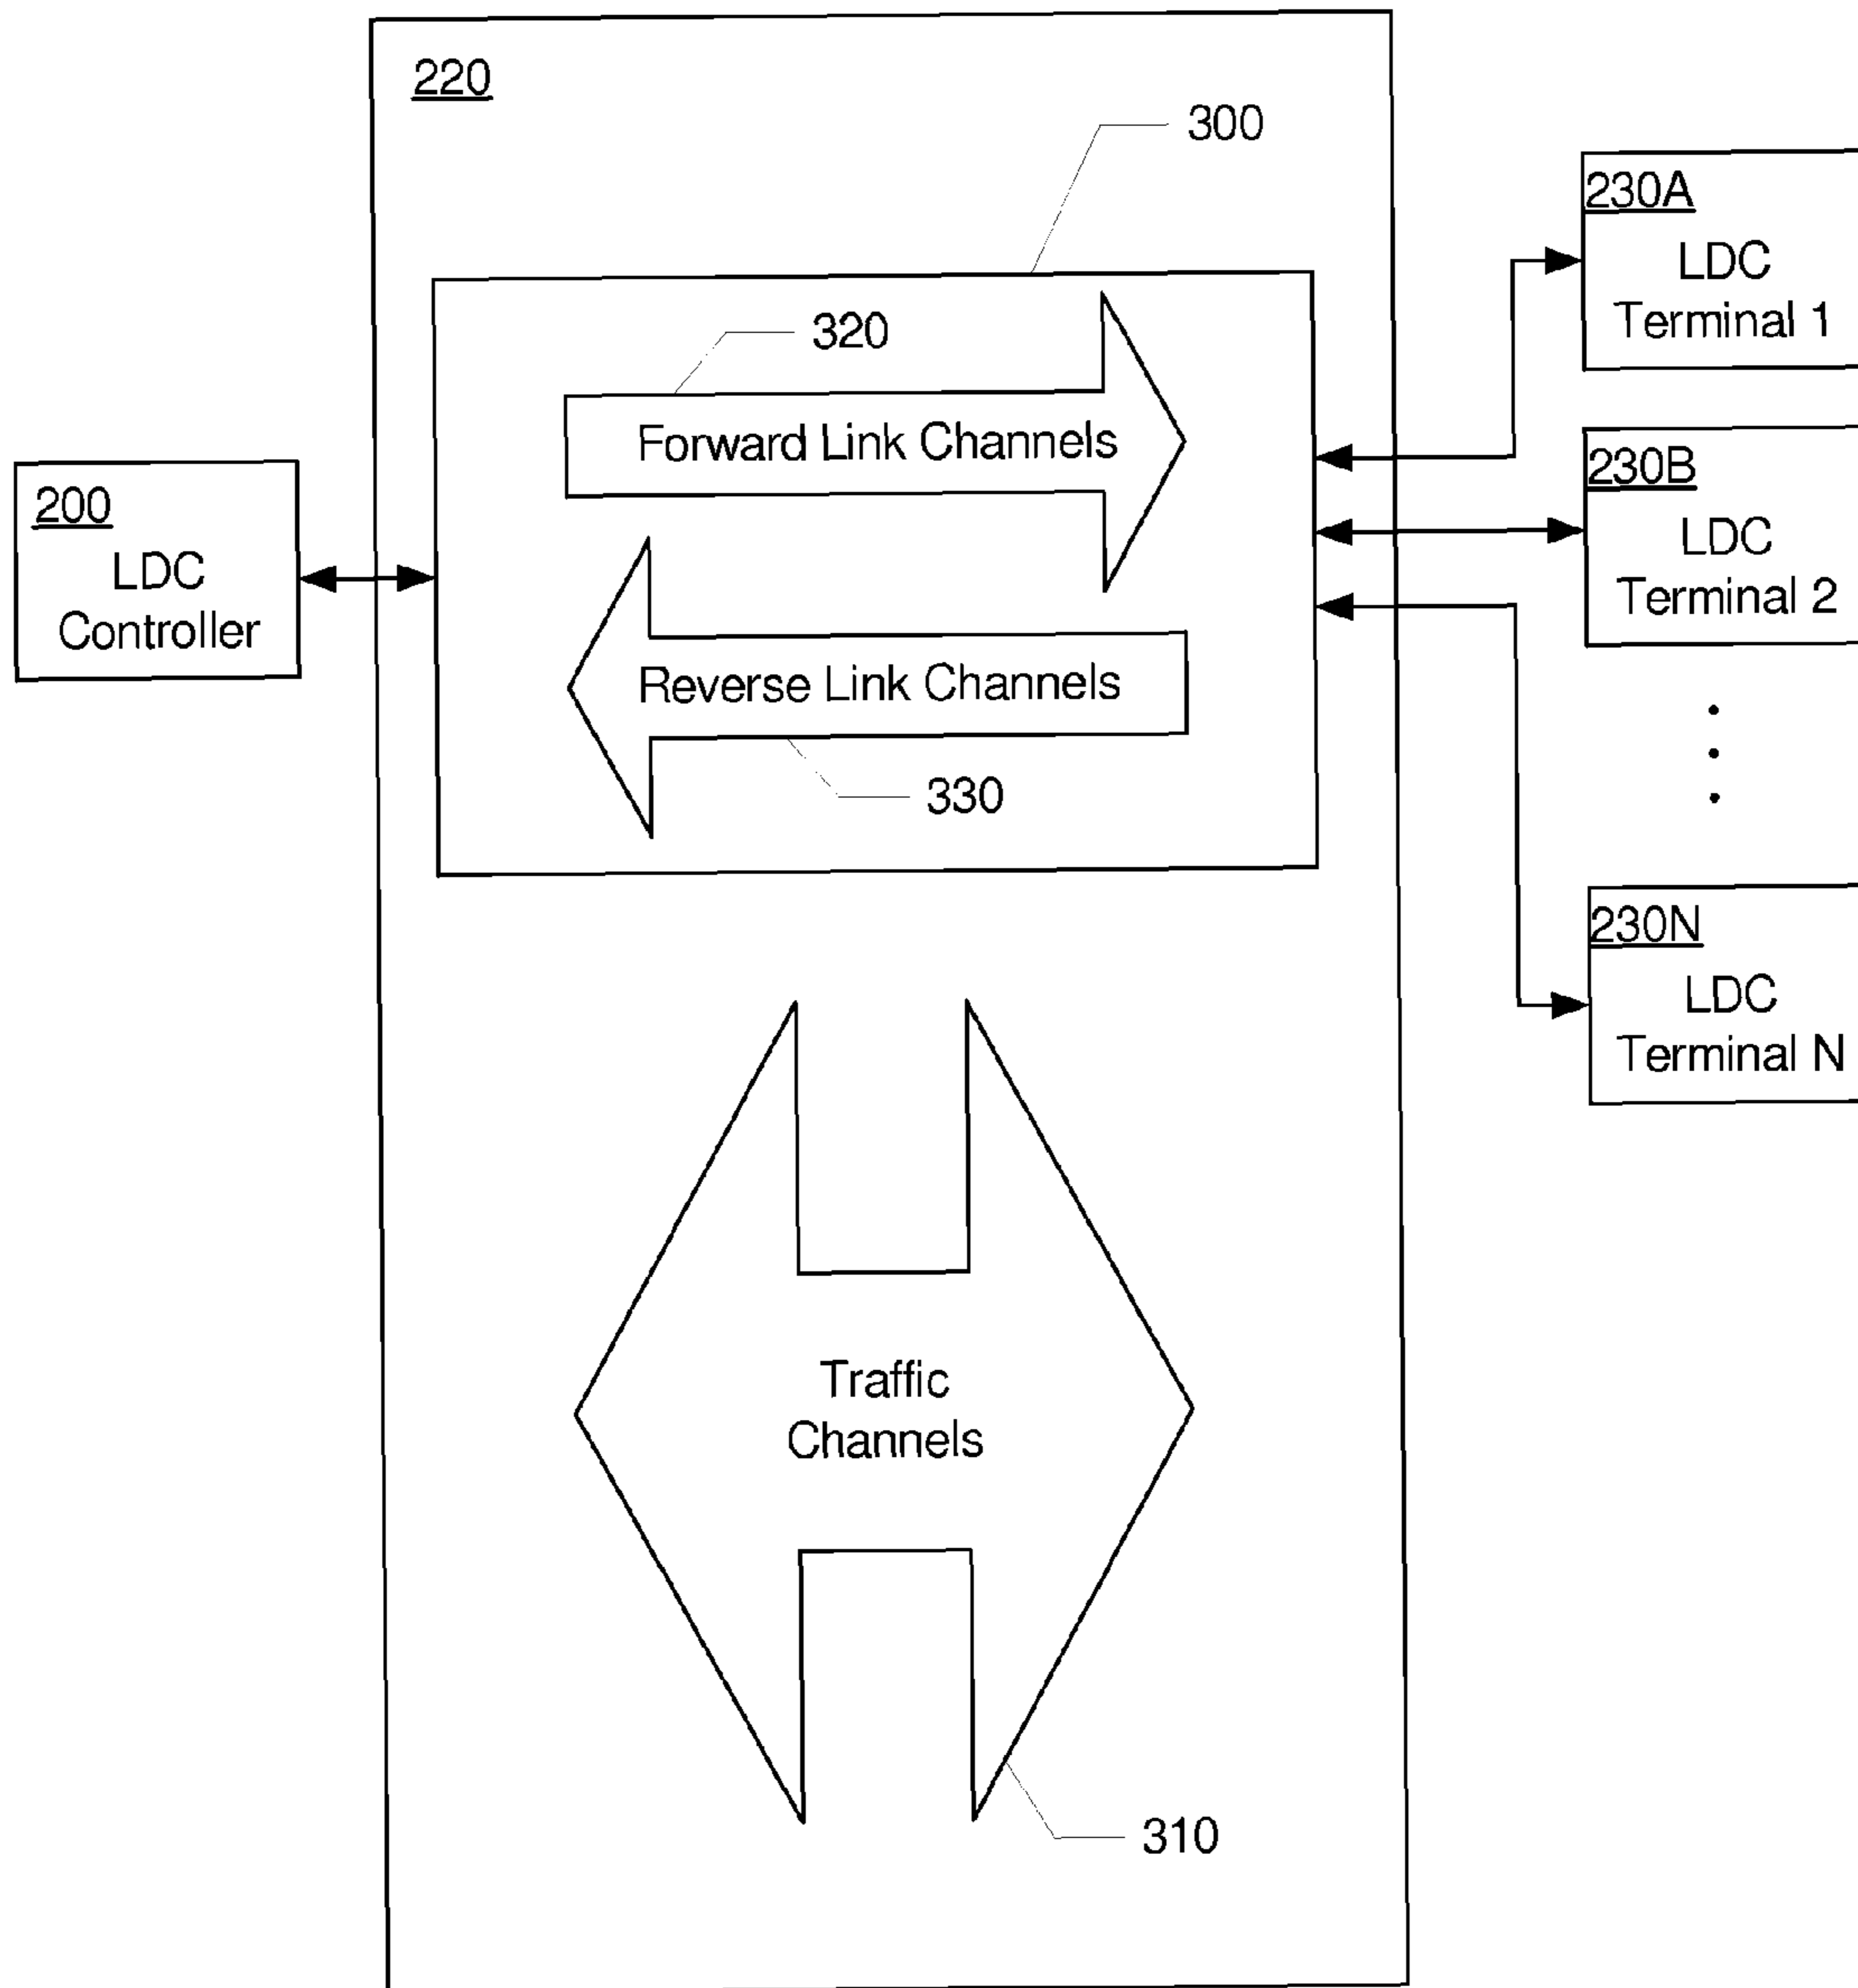 220
300
320
Forward Link Channels
200
LDC
Controller
Reverse Link Channels
330
230A
LDC
Terminal 1
230B
LDC
Terminal 2
230N
LDC
Terminal N
Traffic
Channels
310